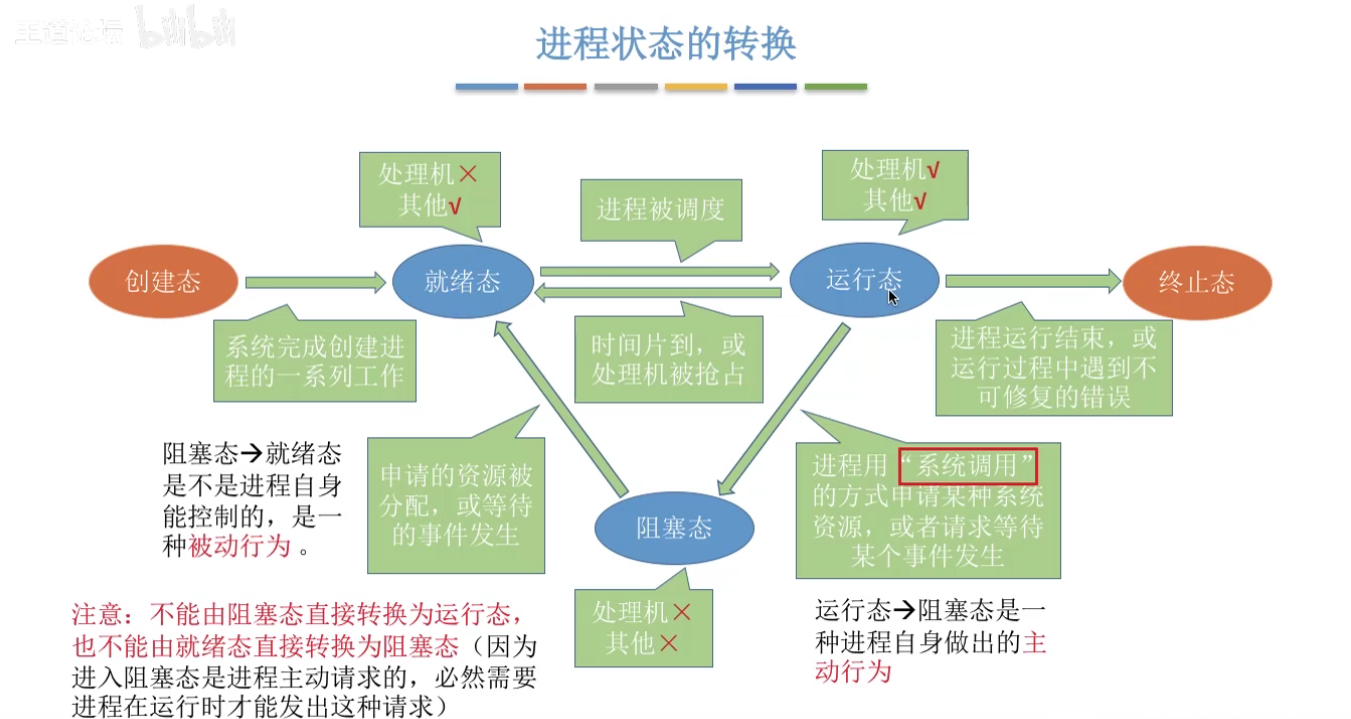 王道论坛 bilibili
进程状态的转换
处理机×
其他√
进程被调度
处理机√
其他√
创建态
就绪态
运行态
终止态
系统完成创建进
程的一系列工作
时间片到，或
处理机被抢占
进程运行结束，或
运行过程中遇到不
可修复的错误
阻塞态→就绪态
是不是进程自身
能控制的，是一
种被动行为 。
申请的资源被
分配，或等待
的事件发生
进程用“系统调用”
的方式申请某种系统
资源，或者请求等待
某个事件发生
阻塞态
处理机×
其他×
注意：不能由阻塞态直接转换为运行态，
也不能由就绪态直接转换为阻塞态（因为
进入阻塞态是进程主动请求的，必然需要
进程在运行时才能发出这种请求）
运行态→阻塞态是一
种进程自身做出的主
动行为